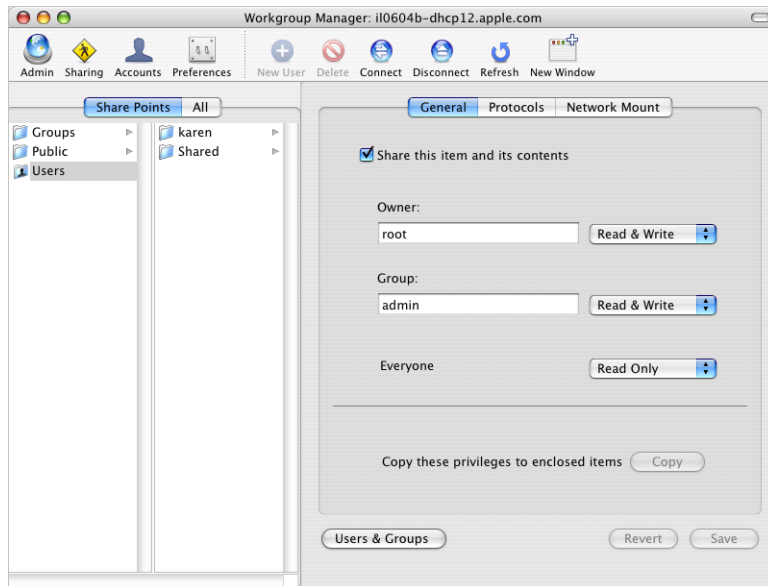 Workgroup Manager: il0604b-dhcp12.apple.com
Admin Sharing Accounts Preferences New User Delete Connect Disconnect Refresh New Window
Share Points All
General Protocols Network Mount
Groups
Public
Users
karen
Shared
Share this item and its contents
Owner:
root Read & Write
Group:
admin Read & Write
Everyone Read Only
Copy these privileges to enclosed items Copy
Users & Groups Revert Save